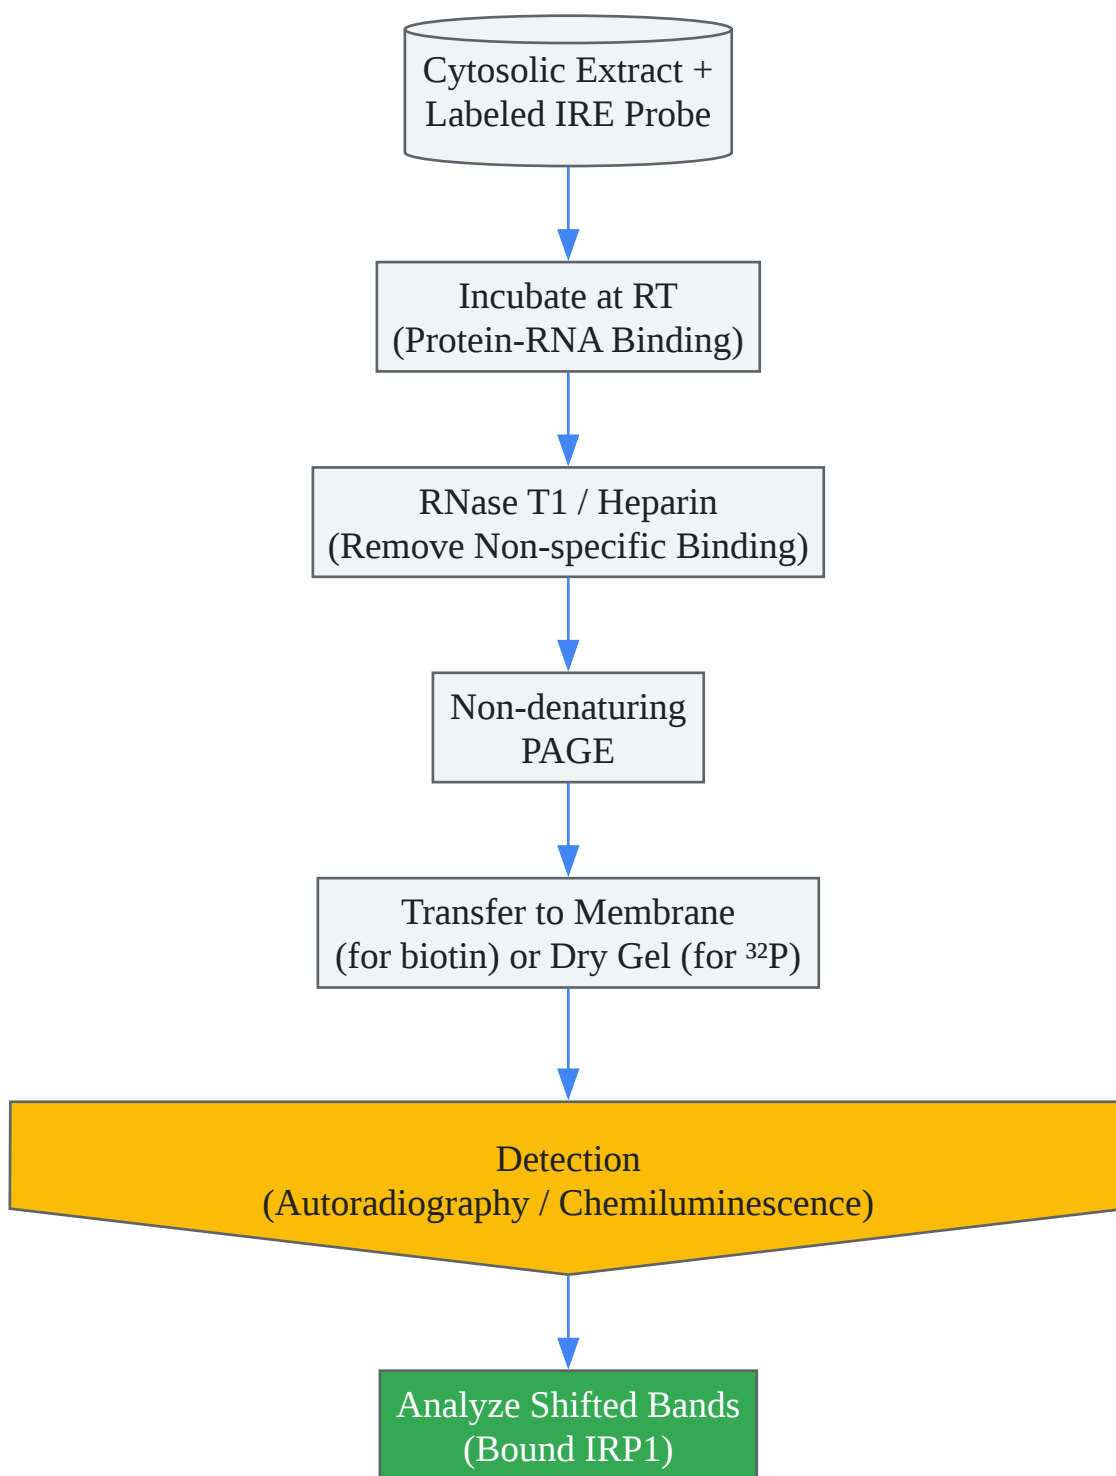 Cytosolic Extract +
Labeled IRE Probe
Incubate at RT
(Protein-RNA Binding)
RNase T1 / Heparin
(Remove Non-specific Binding)
Non-denaturing
PAGE
Transfer to Membrane
(for biotin) or Dry Gel (for ³²P)
Detection
(Autoradiography / Chemiluminescence)
Analyze Shifted Bands
(Bound IRP1)